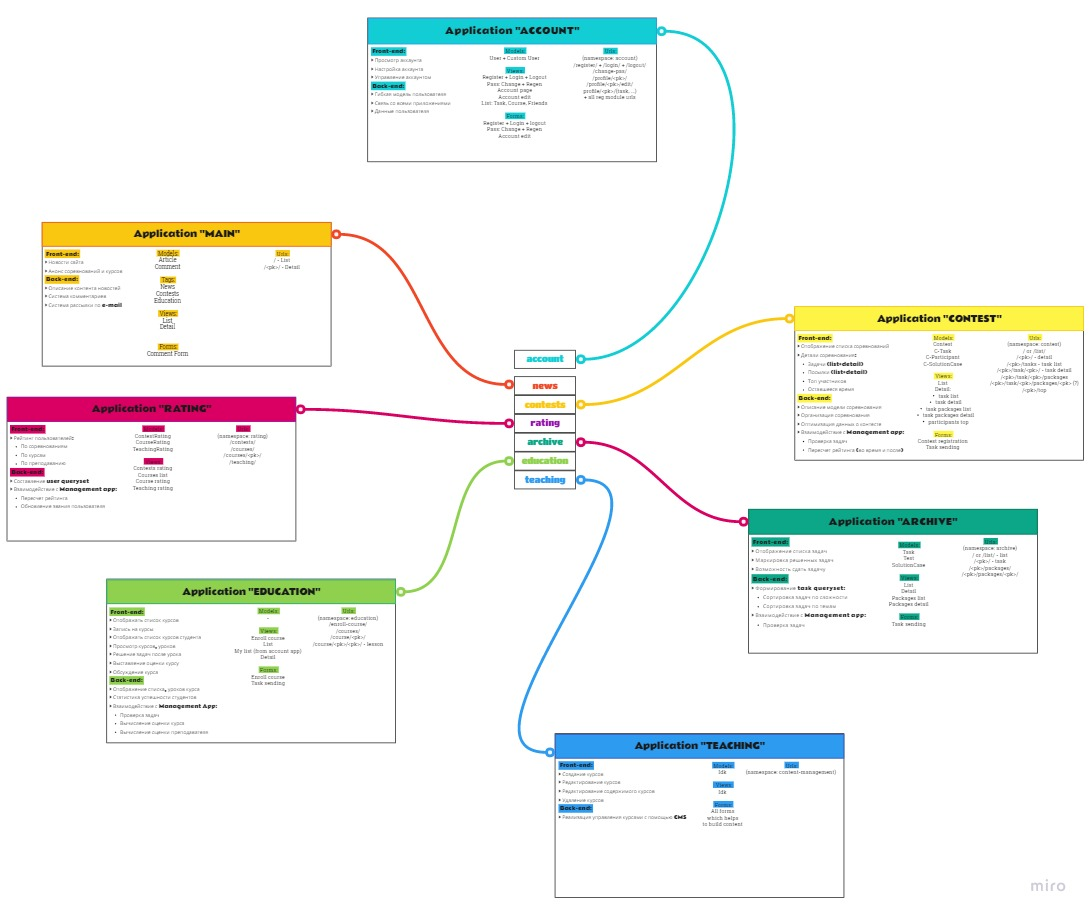 Application "ACCOUNT"
Front-end:
Просмотр аккаунта
Настройка аккаунта
Управление аккаунтом
Back-end:
Гибкая модель пользователя
Связь со всеми приложениями
Данные пользователя
Models:
User + Custom User
Views:
Register + Login + Logout
Pass: Change + Regen
Account page
Account edit
List: Task, Course, Friends
Forms:
Register + Login + logout
Pass: Change + Regen
Account edit
Urls:
(namespace: account)
/register/ + /login/ + /logout/
/change-pss/
/profile/<pk>/
/profile/<pk>/edit/
profile/<pk>/(task, ...)
+ all reg module urls
Application "MAIN"
Front-end:
Новости сайта
Анонс соревнований и курсов
Back-end:
Описание контента новостей
Система комментариев
Система рассылки по e-mail
Models:
Article
Comment
Tags:
News
Contests
Education
Views:
List
Detail
Forms:
Comment Form
Urls:
/ - List
/<pk>/ - Detail
Application "CONTEST"
Front-end:
Отображение списка соревнований
Детали соревнования:
Задачи (list+detail)
Посылки (list+detail)
Топ участников
Оставшееся время
Back-end:
Описание модели соревнования
Организация соревнования
Оптимизация данных о контесте
Взаимодействие с Management app:
Проверка задач
Пересчет рейтинга (во время и после)
Models:
Contest
C-Task
C-Participant
C-SolutionCase
Views:
List
Detail:
task list
task detail
task packages list
task packages detail
participants top
Forms:
Contest registration
Task sending
Urls:
(namespace: contest)
/ or /list/
/<pk>/ - detail
/<pk>/tasks - task list
/<pk>/task/<pk>/ - task detail
/<pk>/task/<pk>/packages
/<pk>/task/<pk>/packages/<pk> (?)
/<pk>/top
account
news
contests
rating
archive
education
teaching
Application "RATING"
Front-end:
Рейтинг пользователей:
По соревнованиям
По курсам
По преподаванию
Back-end:
Составление user queryset
Взаимодействие с Management app:
Пересчет рейтинга
Обновление звания пользователя
Models:
ContestRating
CourseRating
TeachingRating
Views:
Contests rating
Courses list
Course rating
Teaching rating
Urls:
(namespace: rating)
/contests/
/courses/
/courses/<pk>/
/teaching/
Application "ARCHIVE"
Front-end:
Отображение списка задач
Маркировка решенных задач
Возможность сдать задачу
Back-end:
Формирование task queryset:
Сортировка задач по сложности
Сортировка задач по темам
Взаимодействие с Management app:
Проверка задач
Models:
Task
Test
SolutionCase
Views:
List
Detail
Packages list
Packages detail
Forms:
Task sending
Urls:
(namespace: archive)
/ or /list/ - list
/<pk>/ - task
/<pk>/packages/
/<pk>/packages/<pk>/
Application "EDUCATION"
Front-end:
Отображать список курсов
Запись на курсы
Отображать список курсов студента
Просмотр курсов, уроков
Решение задач после урока
Выставление оценки курсу
Обсуждение курса
Back-end:
Отображение списка, уроков курса
Статистика успешности студентов
Взаимодействие с Management App:
Проверка задач
Вычисление оценки курса
Вычисление оценки преподавателя
Models:
-
Views:
Enroll course
List
My list (from account app)
Detail
Forms:
Enroll course
Task sending
Urls:
(namespace: education)
/enroll-course/
/courses/
/course/<pk>/
/course/<pk>/<pk>/ - lesson
Application "TEACHING"
Front-end:
Создание курсов
Редактирование курсов
Редактирование содержимого курсов
Удаление курсов
Back-end:
Реализация управления курсами с помощью CMS
Models:
Idk
Views:
Idk
Forms:
All forms
which helps
to build content
Urls:
(namespace: content-management)
miro